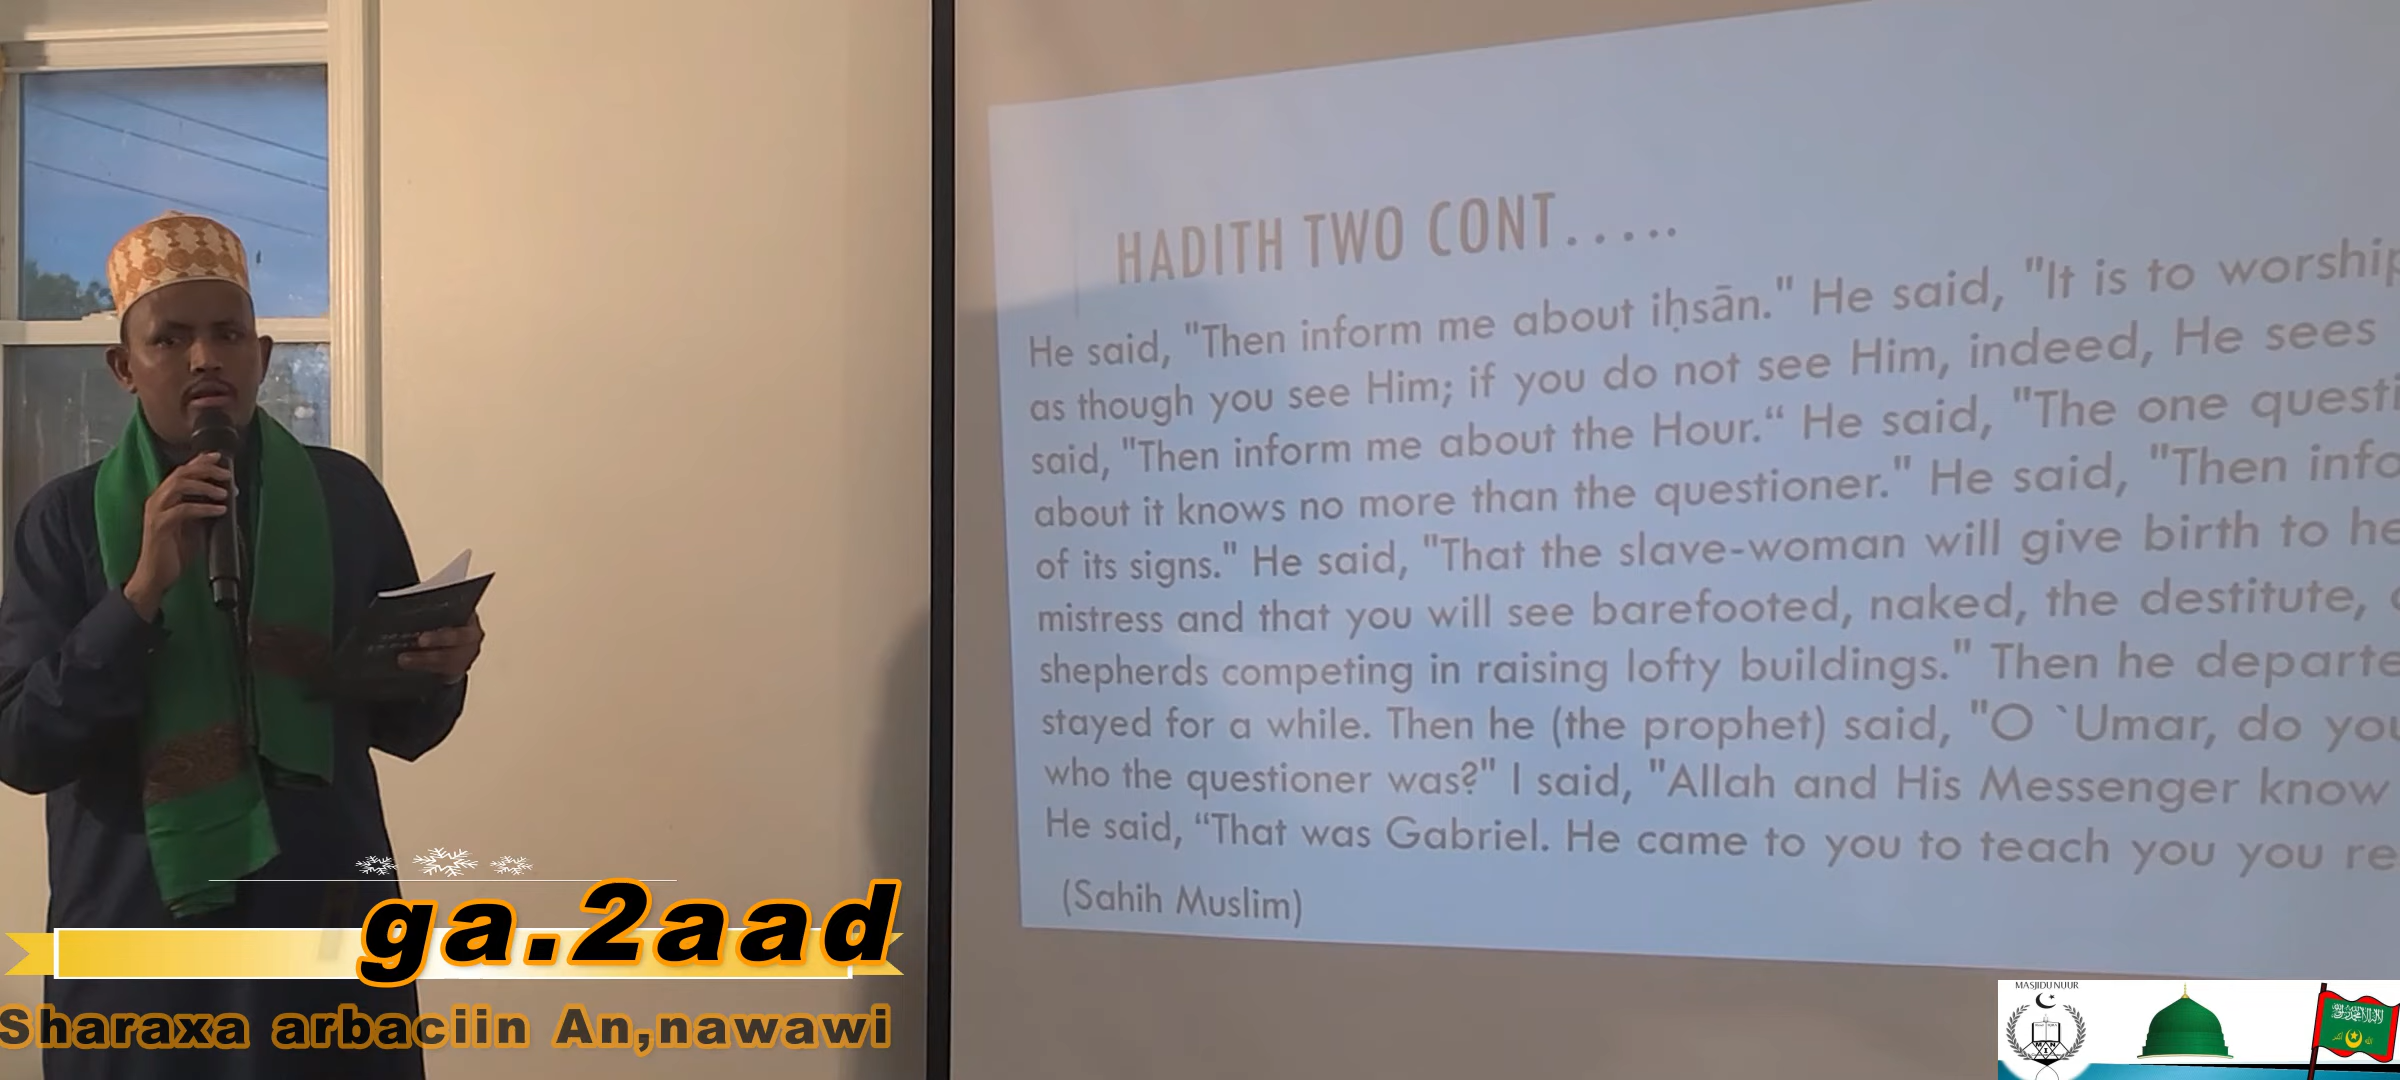 HADITH TWO CONT.....
He said, "Then inform me about iḥsān." He said, "It is to worship
as though you see Him; if you do not see Him, indeed, He sees
said, "Then inform me about the Hour.“ He said, "The one questi
about it knows no more than the questioner." He said, "Then info
of its signs." He said, "That the slave-woman will give birth to he
mistress and that you will see barefooted, naked, the destitute,
shepherds competing in raising lofty buildings." Then he departe
stayed for a while. Then he (the prophet) said, "O `Umar, do you
who the questioner was?" I said, "Allah and His Messenger know
He said, “That was Gabriel. He came to you to teach you you re
(Sahih Muslim)
ga.2aad
Sharaxa arbaciin An,nawawi
MASJIDU NUUR